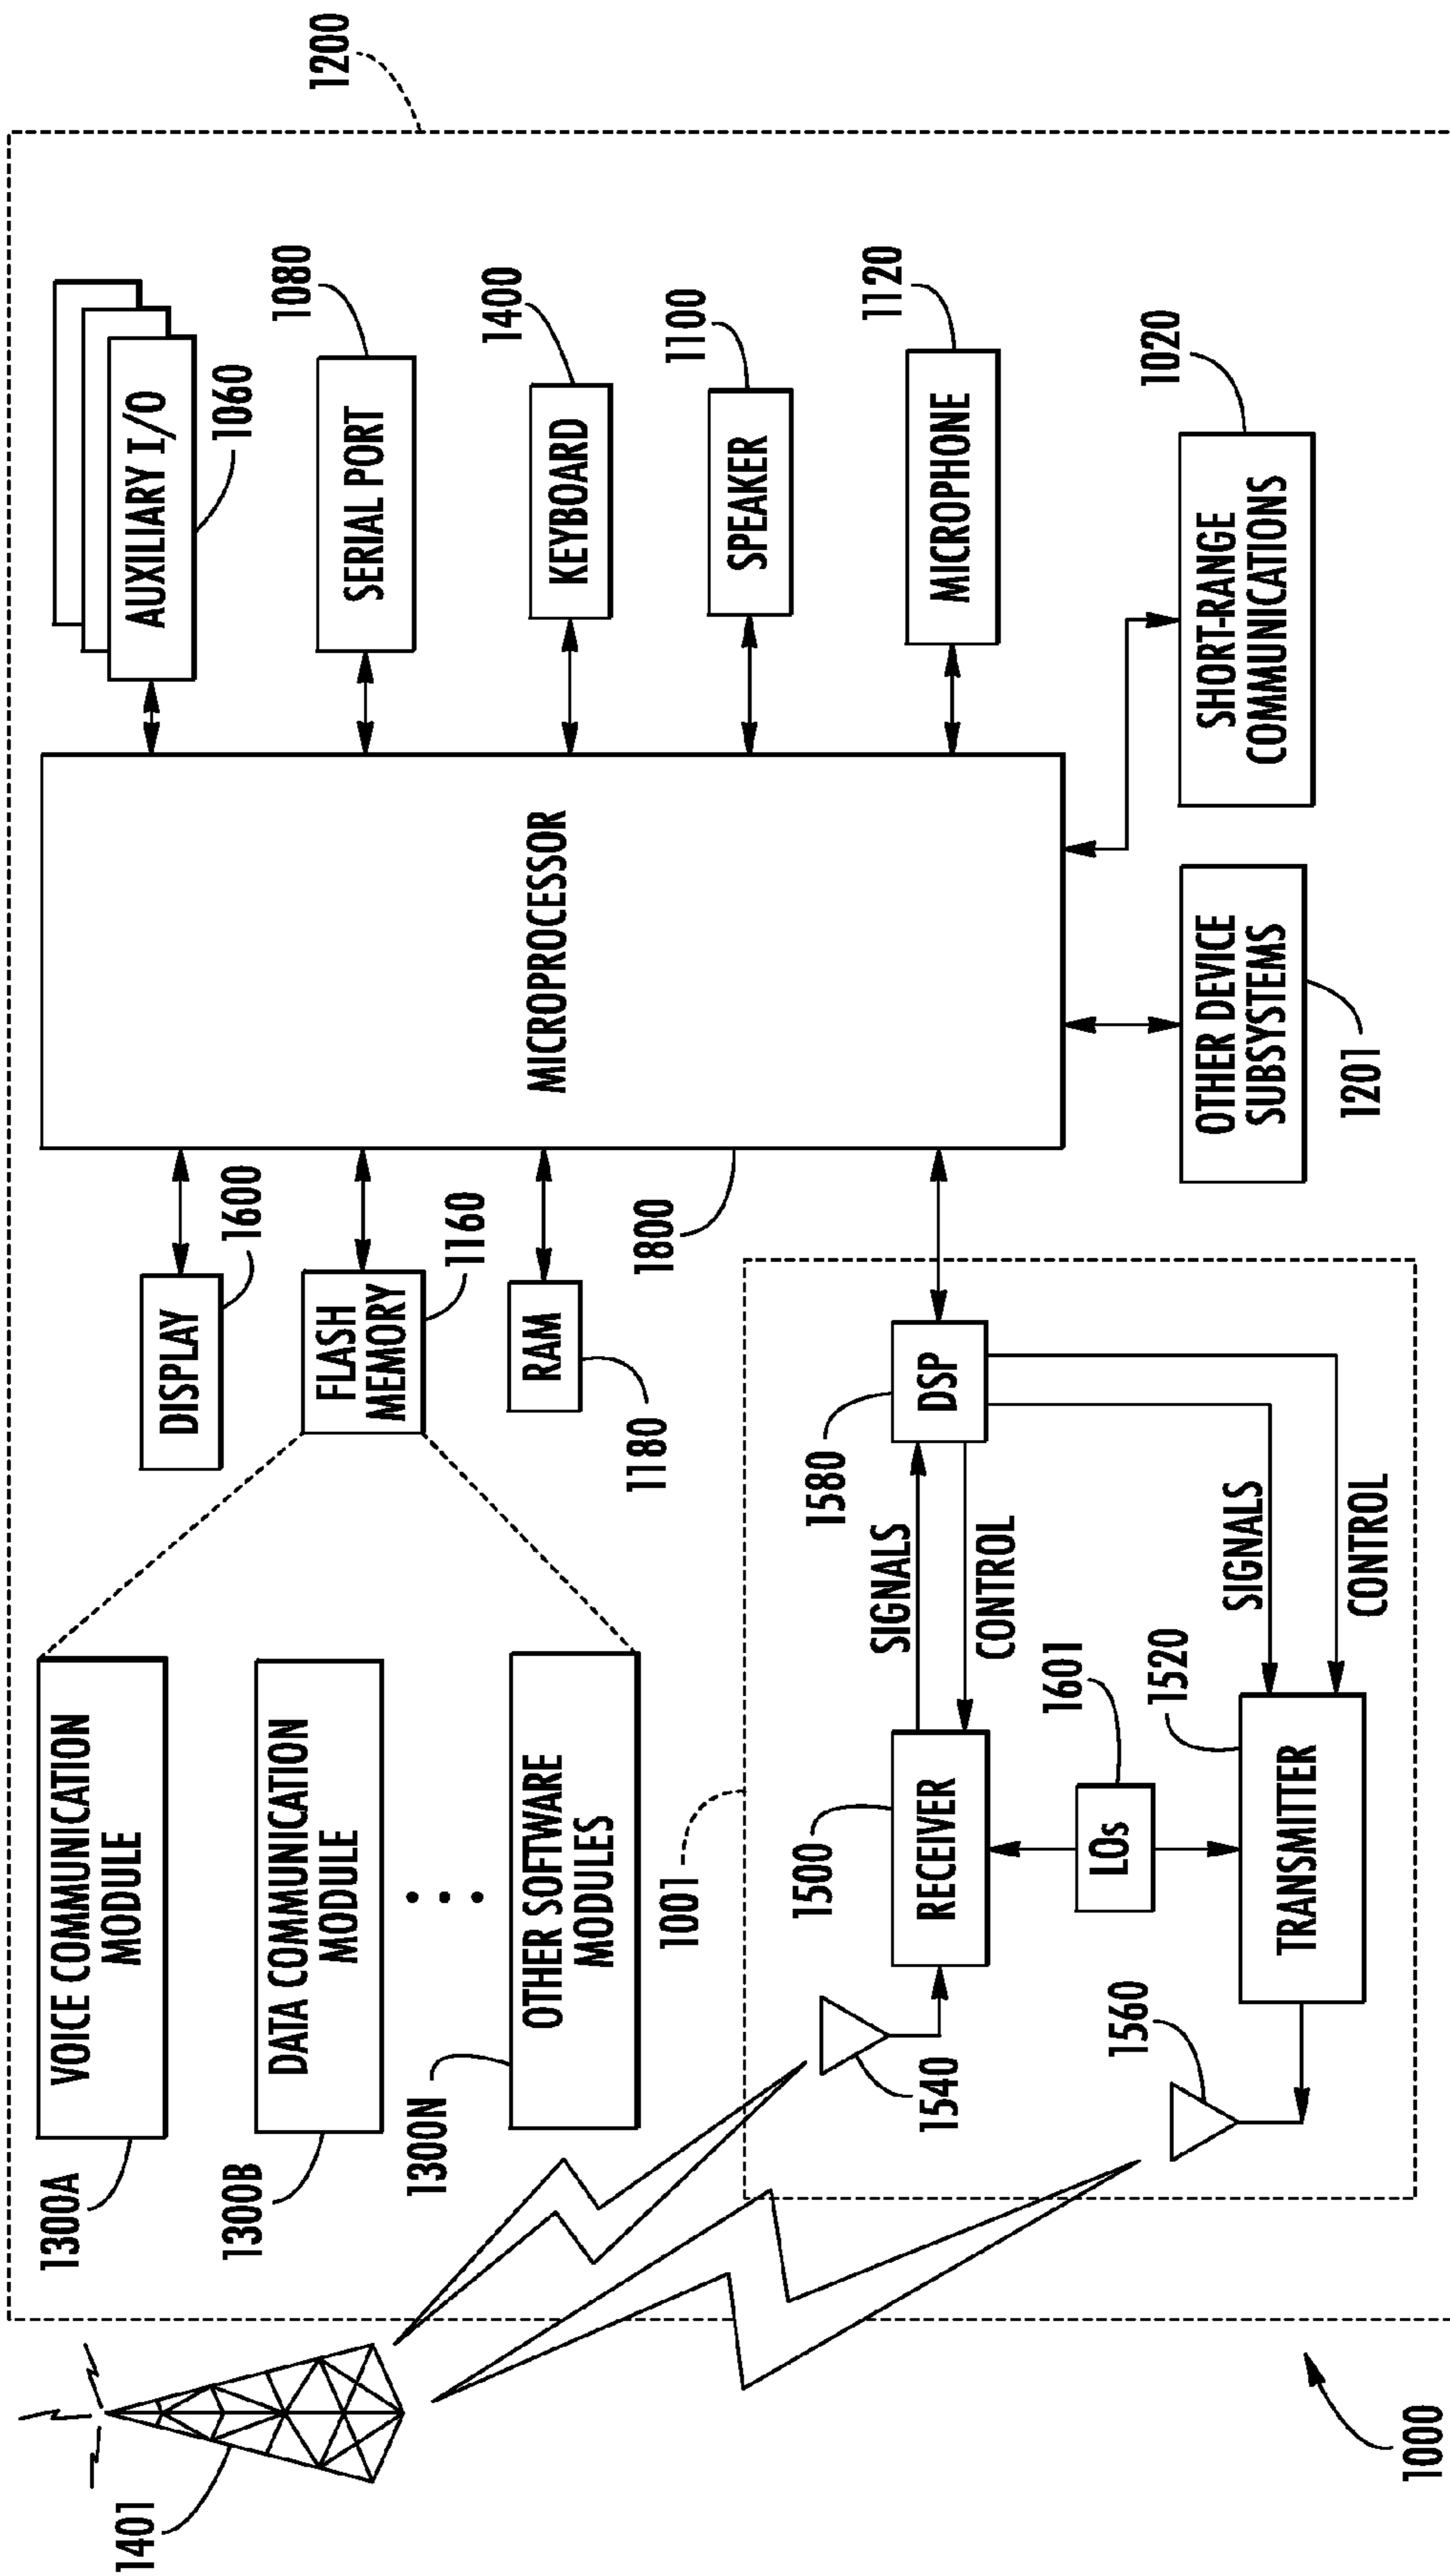 1200
AUXILIARY I/O
1060
SERIAL PORT
1080
KEYBOARD
1400
SPEAKER
1100
MICROPHONE
1120
SHORT-RANGE
COMMUNICATIONS
1020
MICROPROCESSOR
1800
OTHER DEVICE
SUBSYSTEMS
1201
DISPLAY
1600
FLASH
MEMORY
1160
RAM
1180
VOICE COMMUNICATION
MODULE
1300A
DATA COMMUNICATION
MODULE
1300B
OTHER SOFTWARE
MODULES
1300N
1001
DSP
1580
SIGNALS
CONTROL
RECEIVER
1500
LOs
1601
SIGNALS
CONTROL
TRANSMITTER
1520
1540
1560
1401
1000